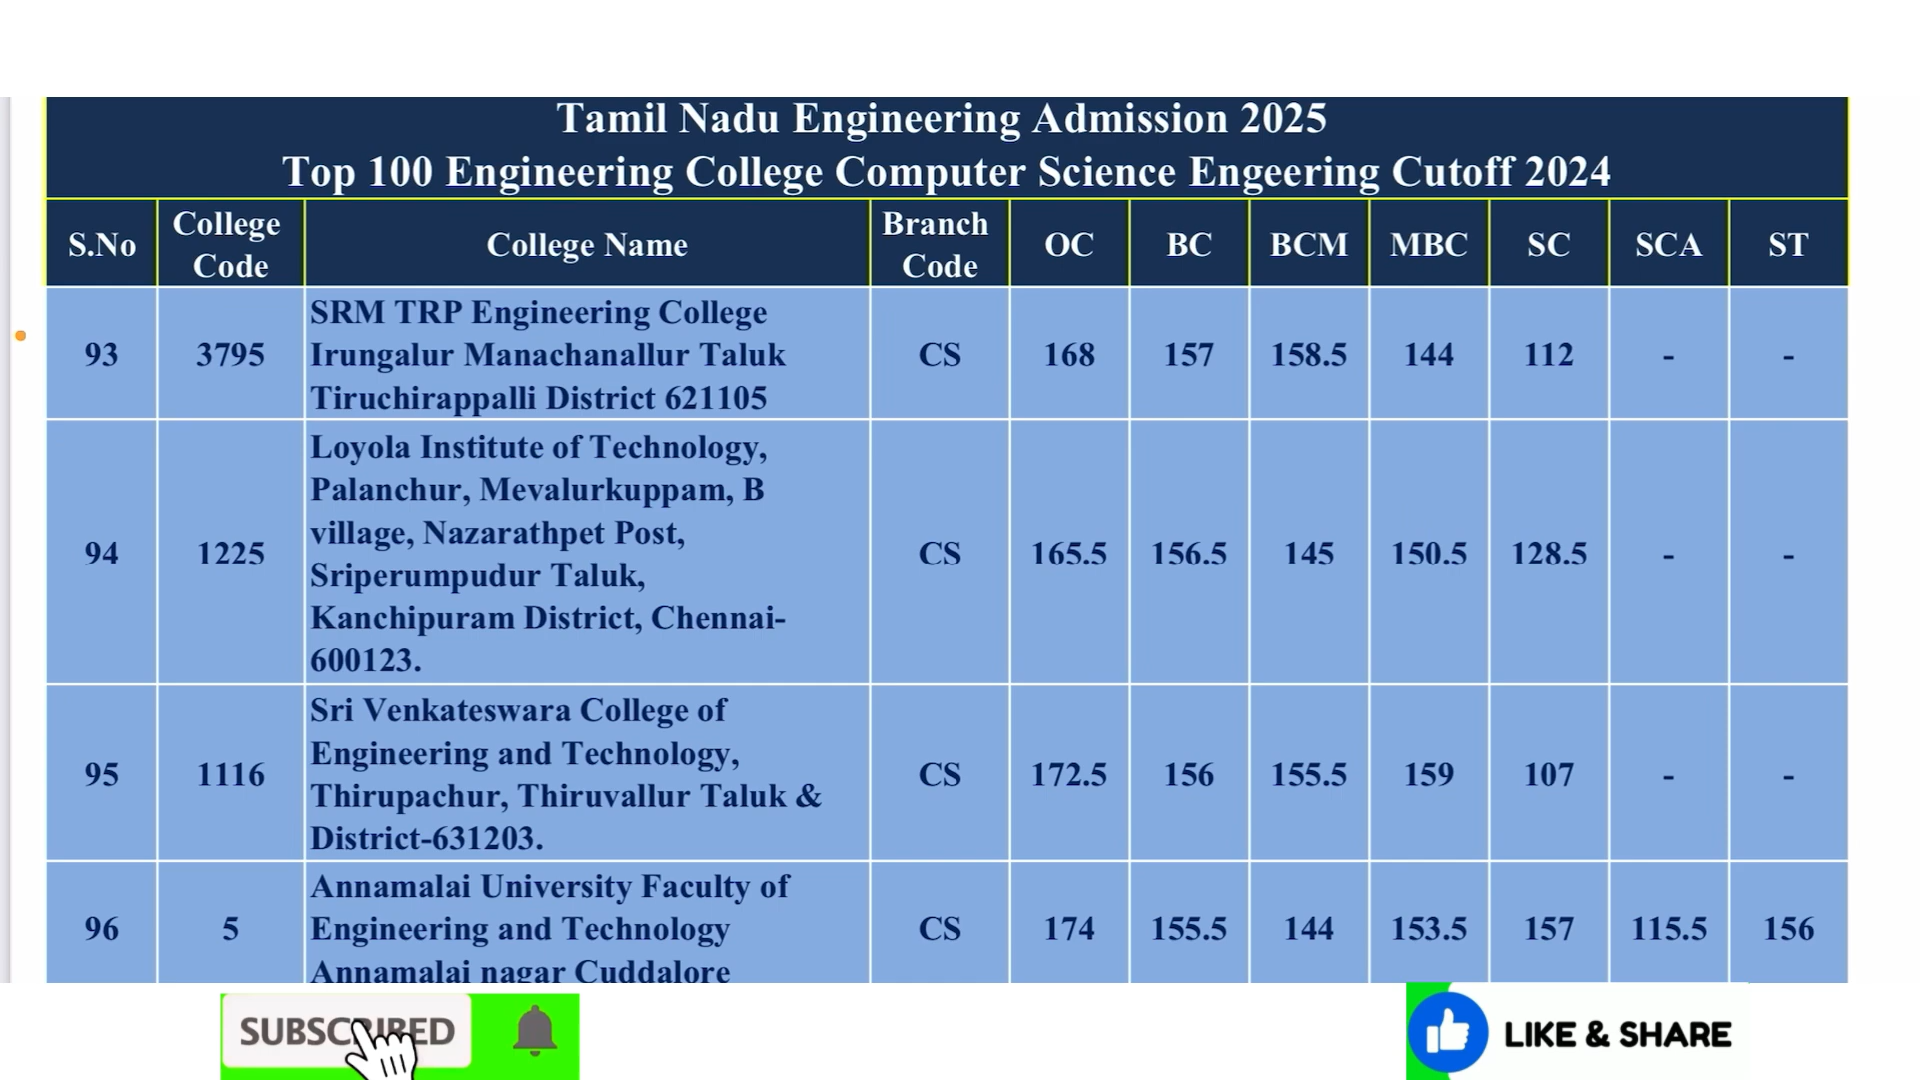 Tamil Nadu Engineering Admission 2025
Top 100 Engineering College Computer Science Engeering Cutoff 2024
S.No College Code College Name Branch Code OC BC BCM MBC SC SCA ST
93 3795 SRM TRP Engineering College CS 168 157 158.5 144 112 - -
Irungalur Manachanallur Taluk
Tiruchirappalli District 621105
94 1225 Loyola Institute of Technology, CS 165.5 156.5 145 150.5 128.5 - -
Palanchur, Mevalurkuppam, B
village, Nazarathpet Post,
Sriperumpudur Taluk,
Kanchipuram District, Chennai-
600123.
95 1116 Sri Venkateswara College of CS 172.5 156 155.5 159 107 - -
Engineering and Technology,
Thirupachur, Thiruvallur Taluk &
District-631203.
96 5 Annamalai University Faculty of CS 174 155.5 144 153.5 157 115.5 156
Engineering and Technology
Annamalai nagar Cuddalore
SUBSCRIBED
LIKE & SHARE